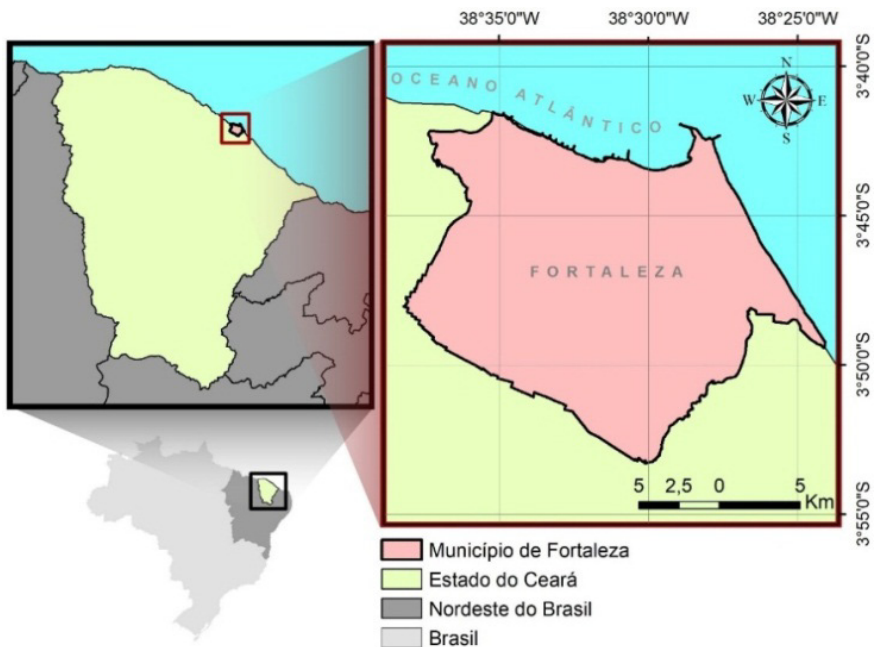 38°35'0"W 38°30'0"W 38°25'0"W
OCEANO ATLÂNTICO
N
W E
S
3°40'0"S
3°45'0"S
FORTALEZA
3°50'0"S
5 2,5 0 5
Km
3°55'0"S
Município de Fortaleza
Estado do Ceará
Nordeste do Brasil
Brasil